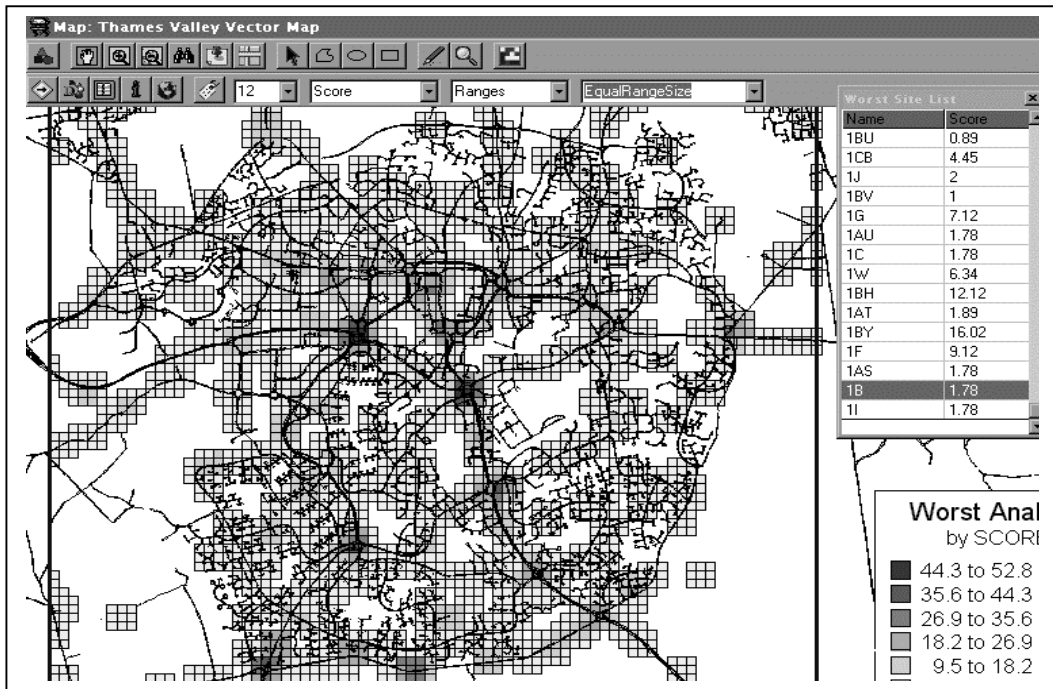 Map: Thames Valley Vector Map
12 Score Ranges EqualRangeSize
Worst Site List
Name Score
1BU 0.89
1CB 4.45
1J 2
1BV 1
1G 7.12
1AU 1.78
1C 1.78
1W 6.34
1BH 12.12
1AT 1.89
1BY 16.02
1F 9.12
1AS 1.78
1B 1.78
1I 1.78
Worst Anal
by SCORE
44.3 to 52.8
35.6 to 44.3
26.9 to 35.6
18.2 to 26.9
9.5 to 18.2